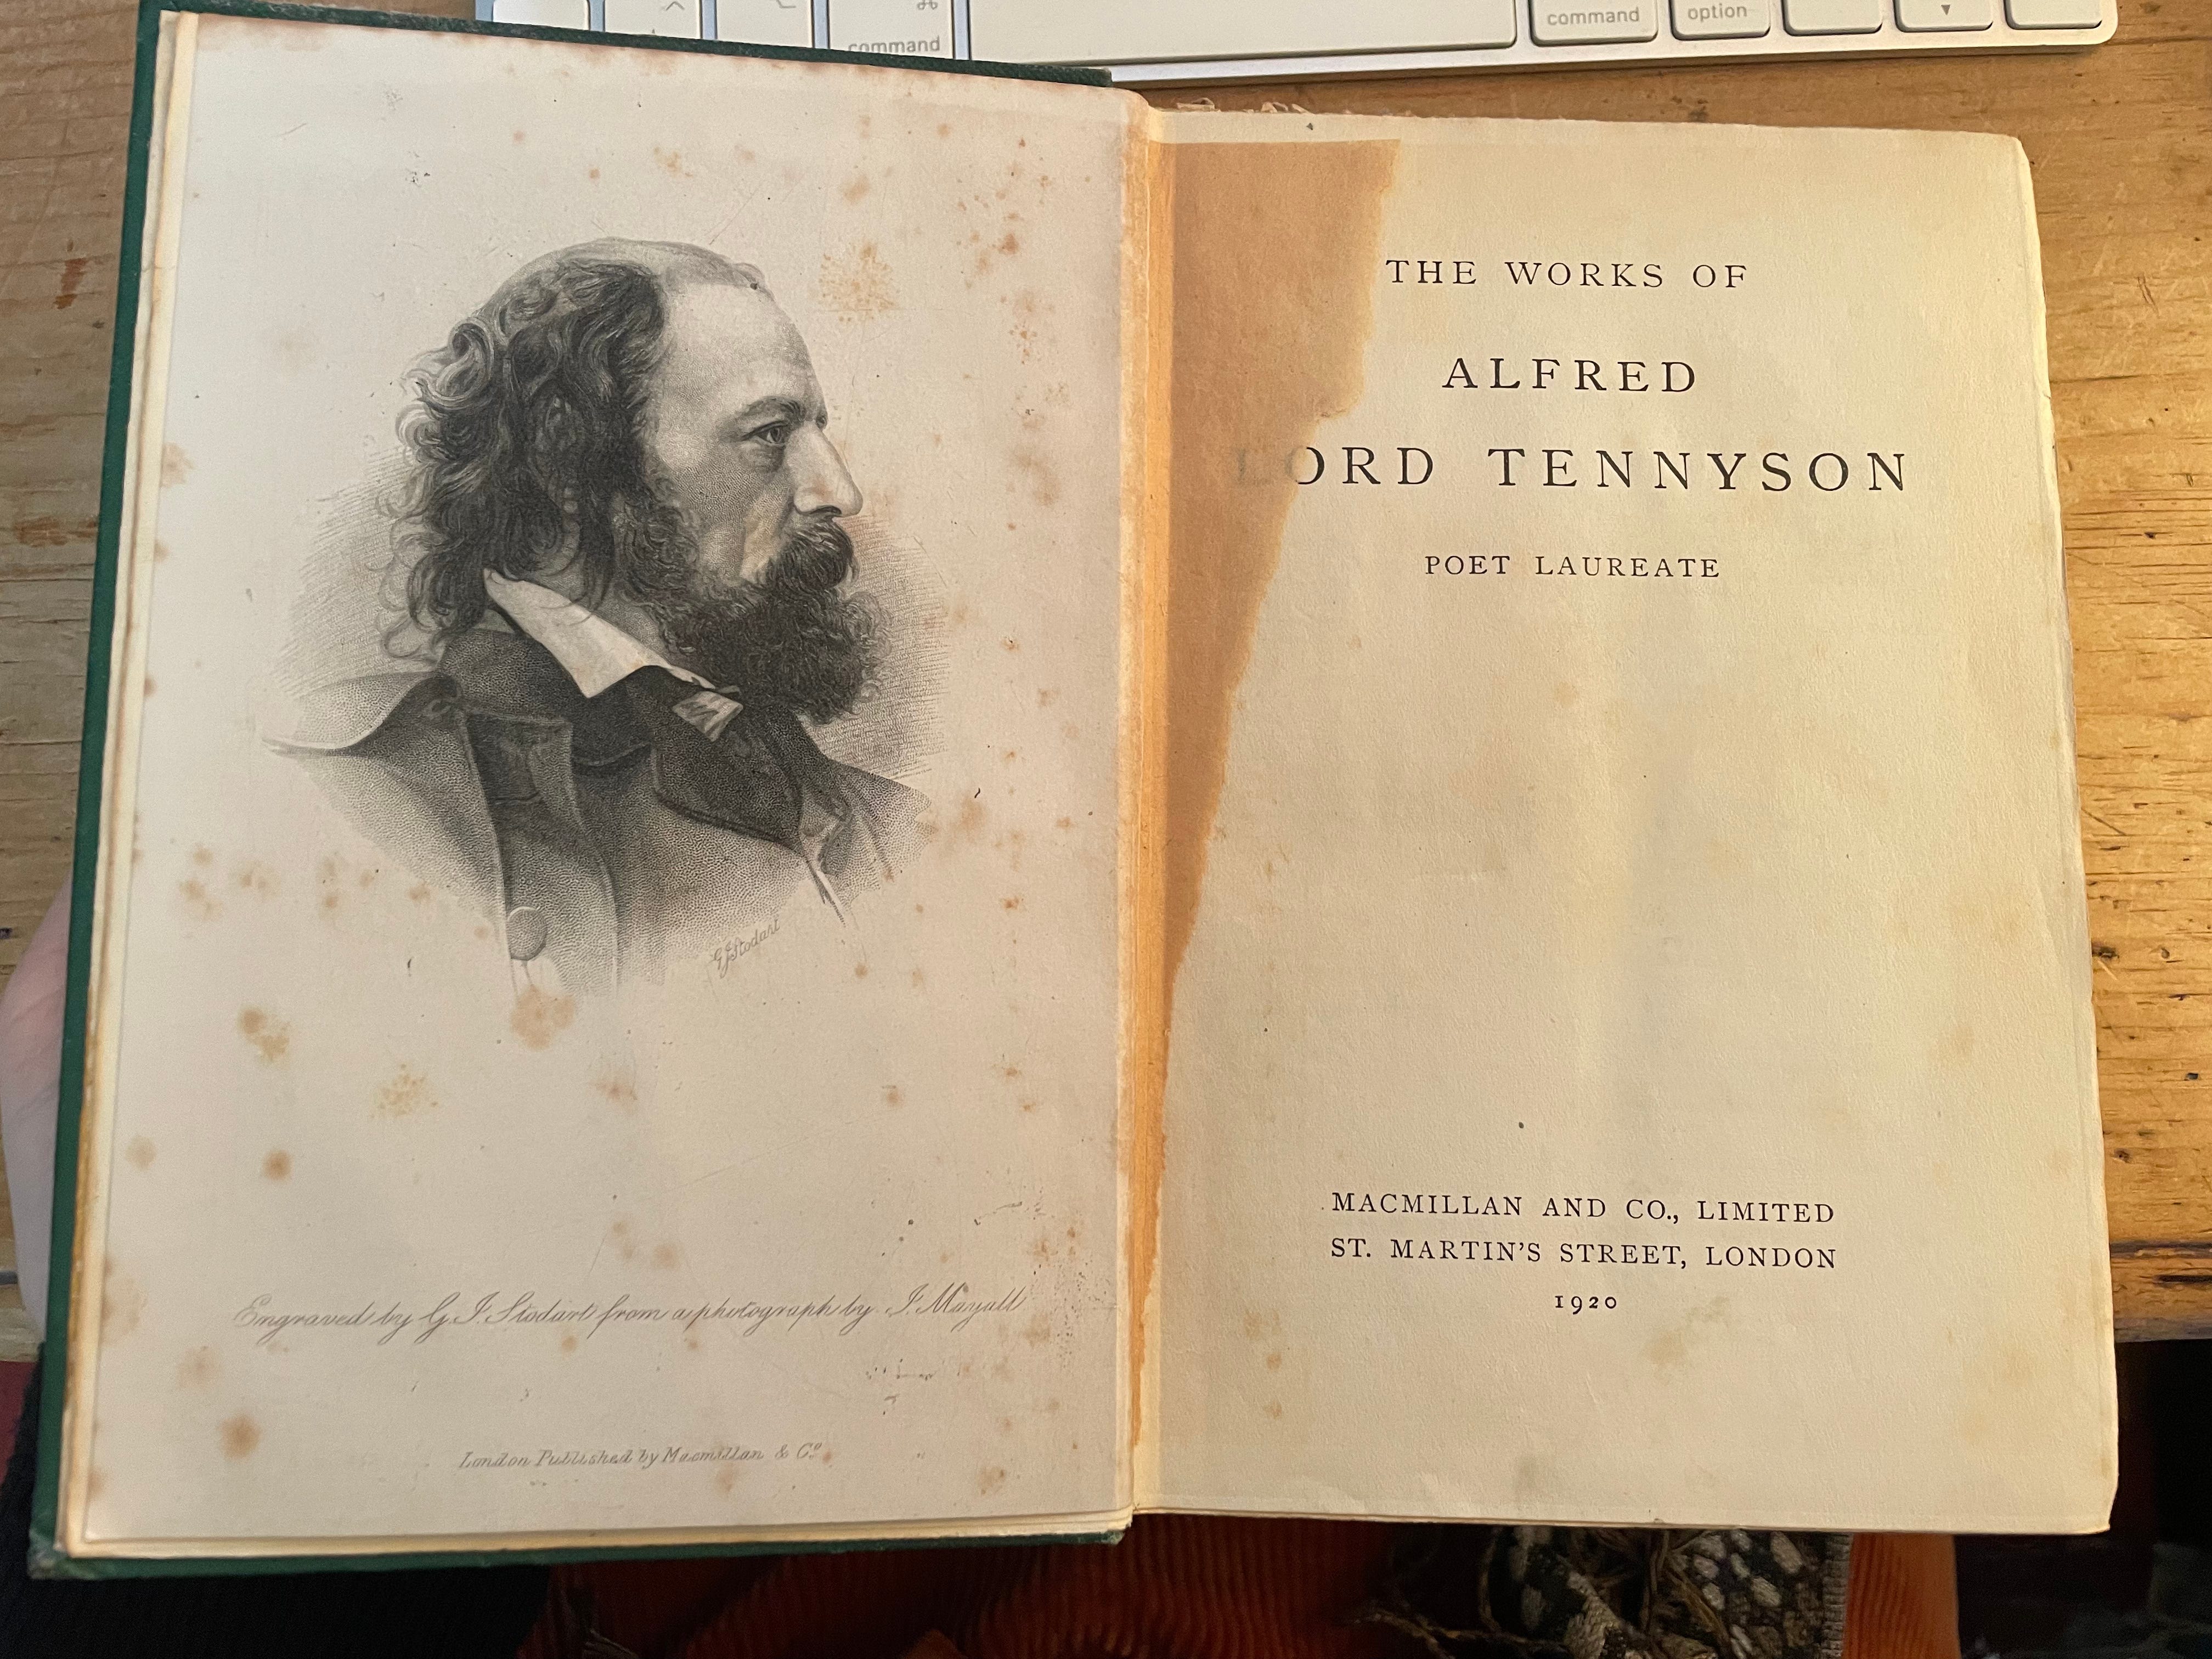 command
command
option
G J Stodart
Engraved by G. J. Stodart from a photograph by J. Mayall
London Published by Macmillan & Co
THE WORKS OF
ALFRED
LORD TENNYSON
POET LAUREATE
MACMILLAN AND CO., LIMITED
ST. MARTIN'S STREET, LONDON
1920